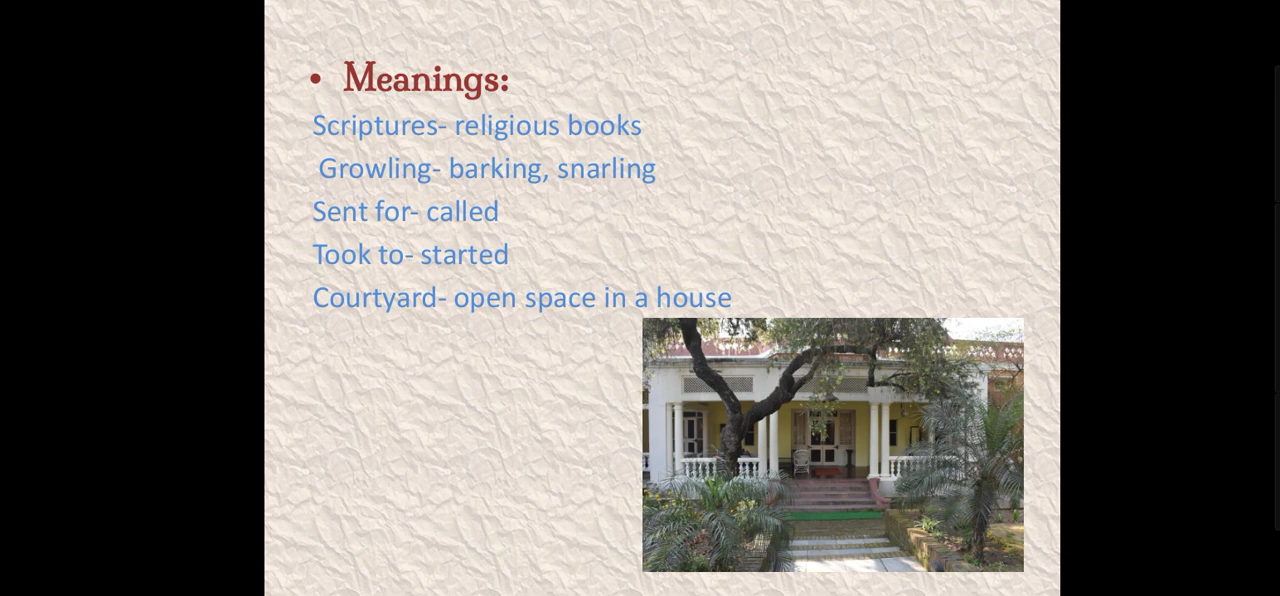 • Meanings:
Scriptures- religious books
Growling- barking, snarling
Sent for- called
Took to- started
Courtyard- open space in a house